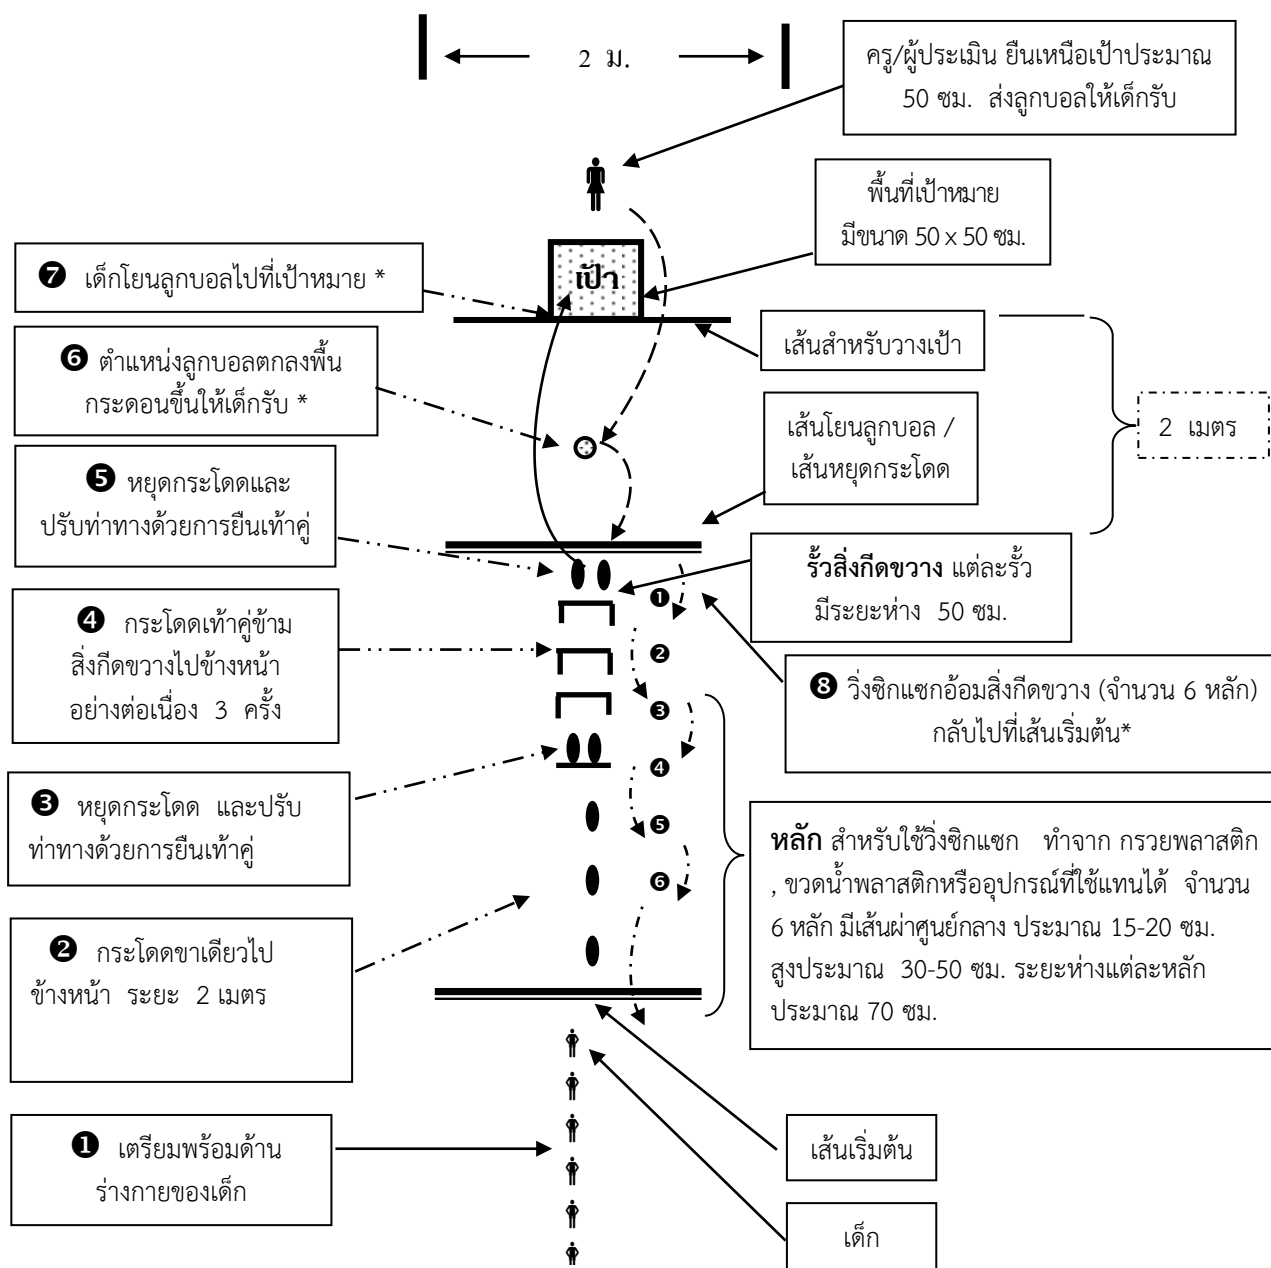 2 ม.
ครู/ผู้ประเมิน ยืนเหนือเป้าประมาณ
50 ซม. ส่งลูกบอลให้เด็กรับ
พื้นที่เป้าหมาย
มีขนาด 50 x 50 ซม.
❼ เด็กโยนลูกบอลไปที่เป้าหมาย *
เป้า
❻ ตำแหน่งลูกบอลตกลงพื้น
กระดอนขึ้นให้เด็กรับ *
เส้นสำหรับวางเป้า
เส้นโยนลูกบอล /
เส้นหยุดกระโดด
2 เมตร
❺ หยุดกระโดดและ
ปรับท่าทางด้วยการยืนเท้าคู่
รั้วสิ่งกีดขวาง แต่ละรั้ว
มีระยะห่าง 50 ซม.
❹ กระโดดเท้าคู่ข้าม
สิ่งกีดขวางไปข้างหน้า
อย่างต่อเนื่อง 3 ครั้ง
❶
❷
❸
❹
❺
❻
❽ วิ่งซิกแซกอ้อมสิ่งกีดขวาง (จำนวน 6 หลัก)
กลับไปที่เส้นเริ่มต้น*
❸ หยุดกระโดด และปรับ
ท่าทางด้วยการยืนเท้าคู่
หลัก สำหรับใช้วิ่งซิกแซก ทำจาก กรวยพลาสติก
, ขวดน้ำพลาสติกหรืออุปกรณ์ที่ใช้แทนได้ จำนวน
6 หลัก มีเส้นผ่าศูนย์กลาง ประมาณ 15-20 ซม.
สูงประมาณ 30-50 ซม. ระยะห่างแต่ละหลัก
ประมาณ 70 ซม.
❷ กระโดดขาเดียวไป
ข้างหน้า ระยะ 2 เมตร
❶ เตรียมพร้อมด้าน
ร่างกายของเด็ก
เส้นเริ่มต้น
เด็ก